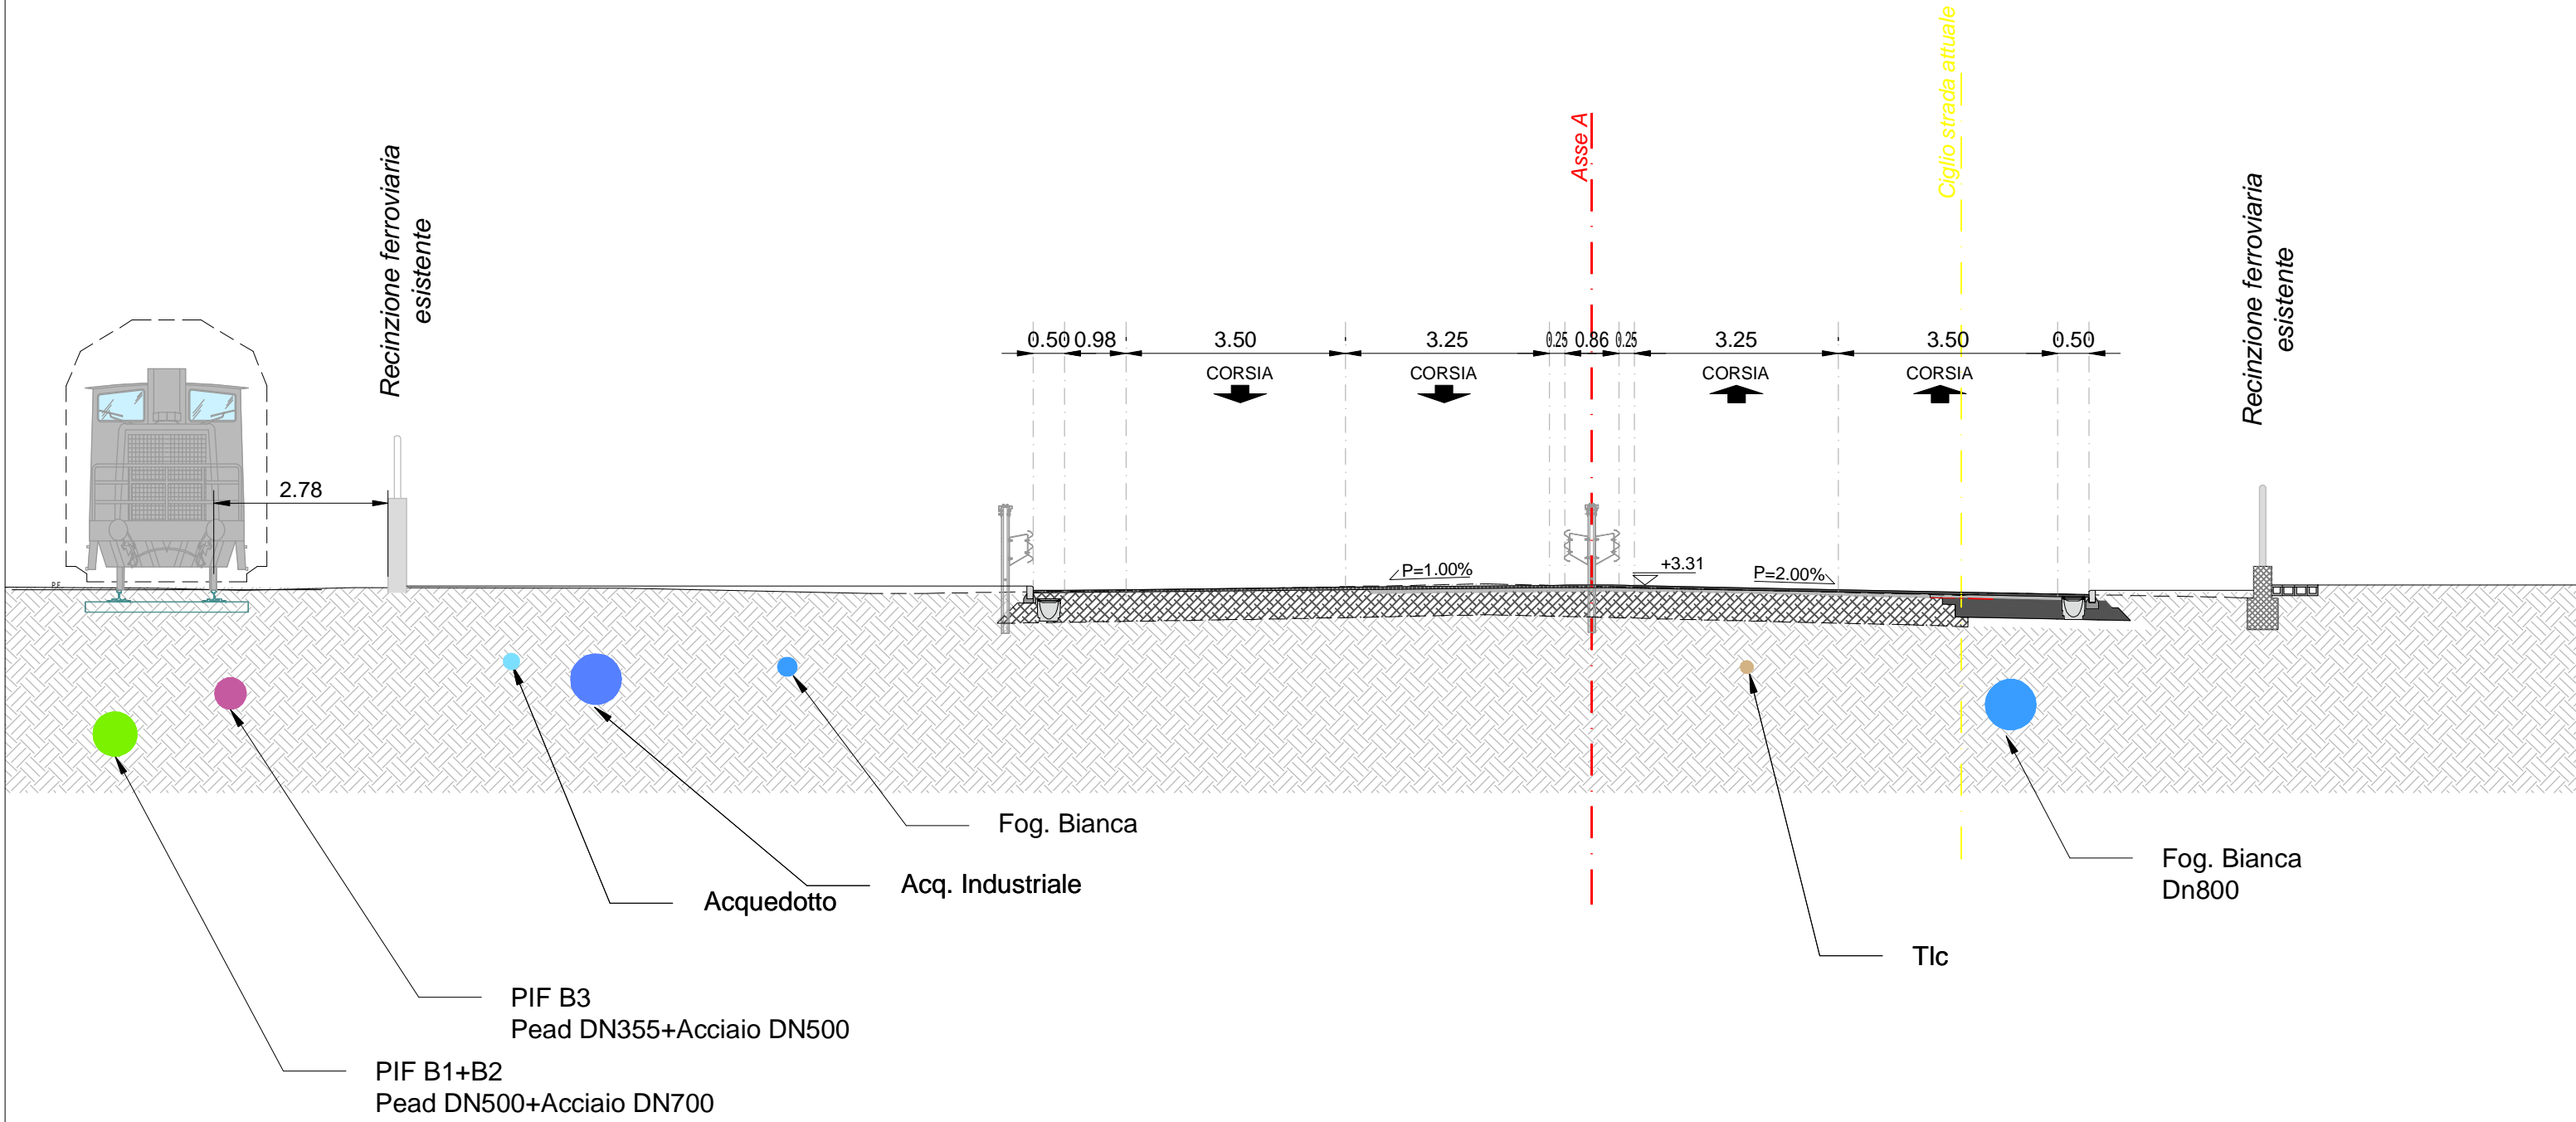 Ciglio strada attuale
Asse A
Recinzione ferroviaria
esistente
Recinzione ferroviaria
esistente
0.50 0.98 3.50 3.25 0.25 0.86 0.25 3.25 3.50 0.50
CORSIA CORSIA CORSIA CORSIA
2.78
P=1.00% +3.31 P=2.00%
P.F.
Fog. Bianca
Acq. Industriale
Acquedotto
Fog. Bianca
Dn800
Tlc
PIF B3
Pead DN355+Acciaio DN500
PIF B1+B2
Pead DN500+Acciaio DN700